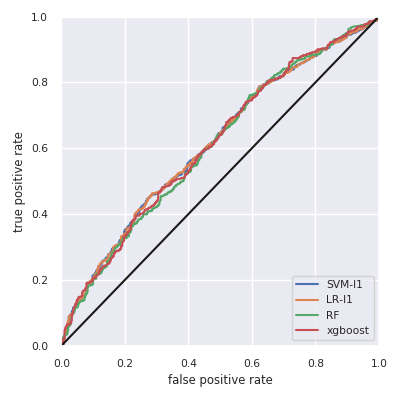 1.0
0.8
0.6
0.4
0.2
0.0
true positive rate
0.0 0.2 0.4 0.6 0.8 1.0
false positive rate
SVM-l1
LR-l1
RF
xgboost